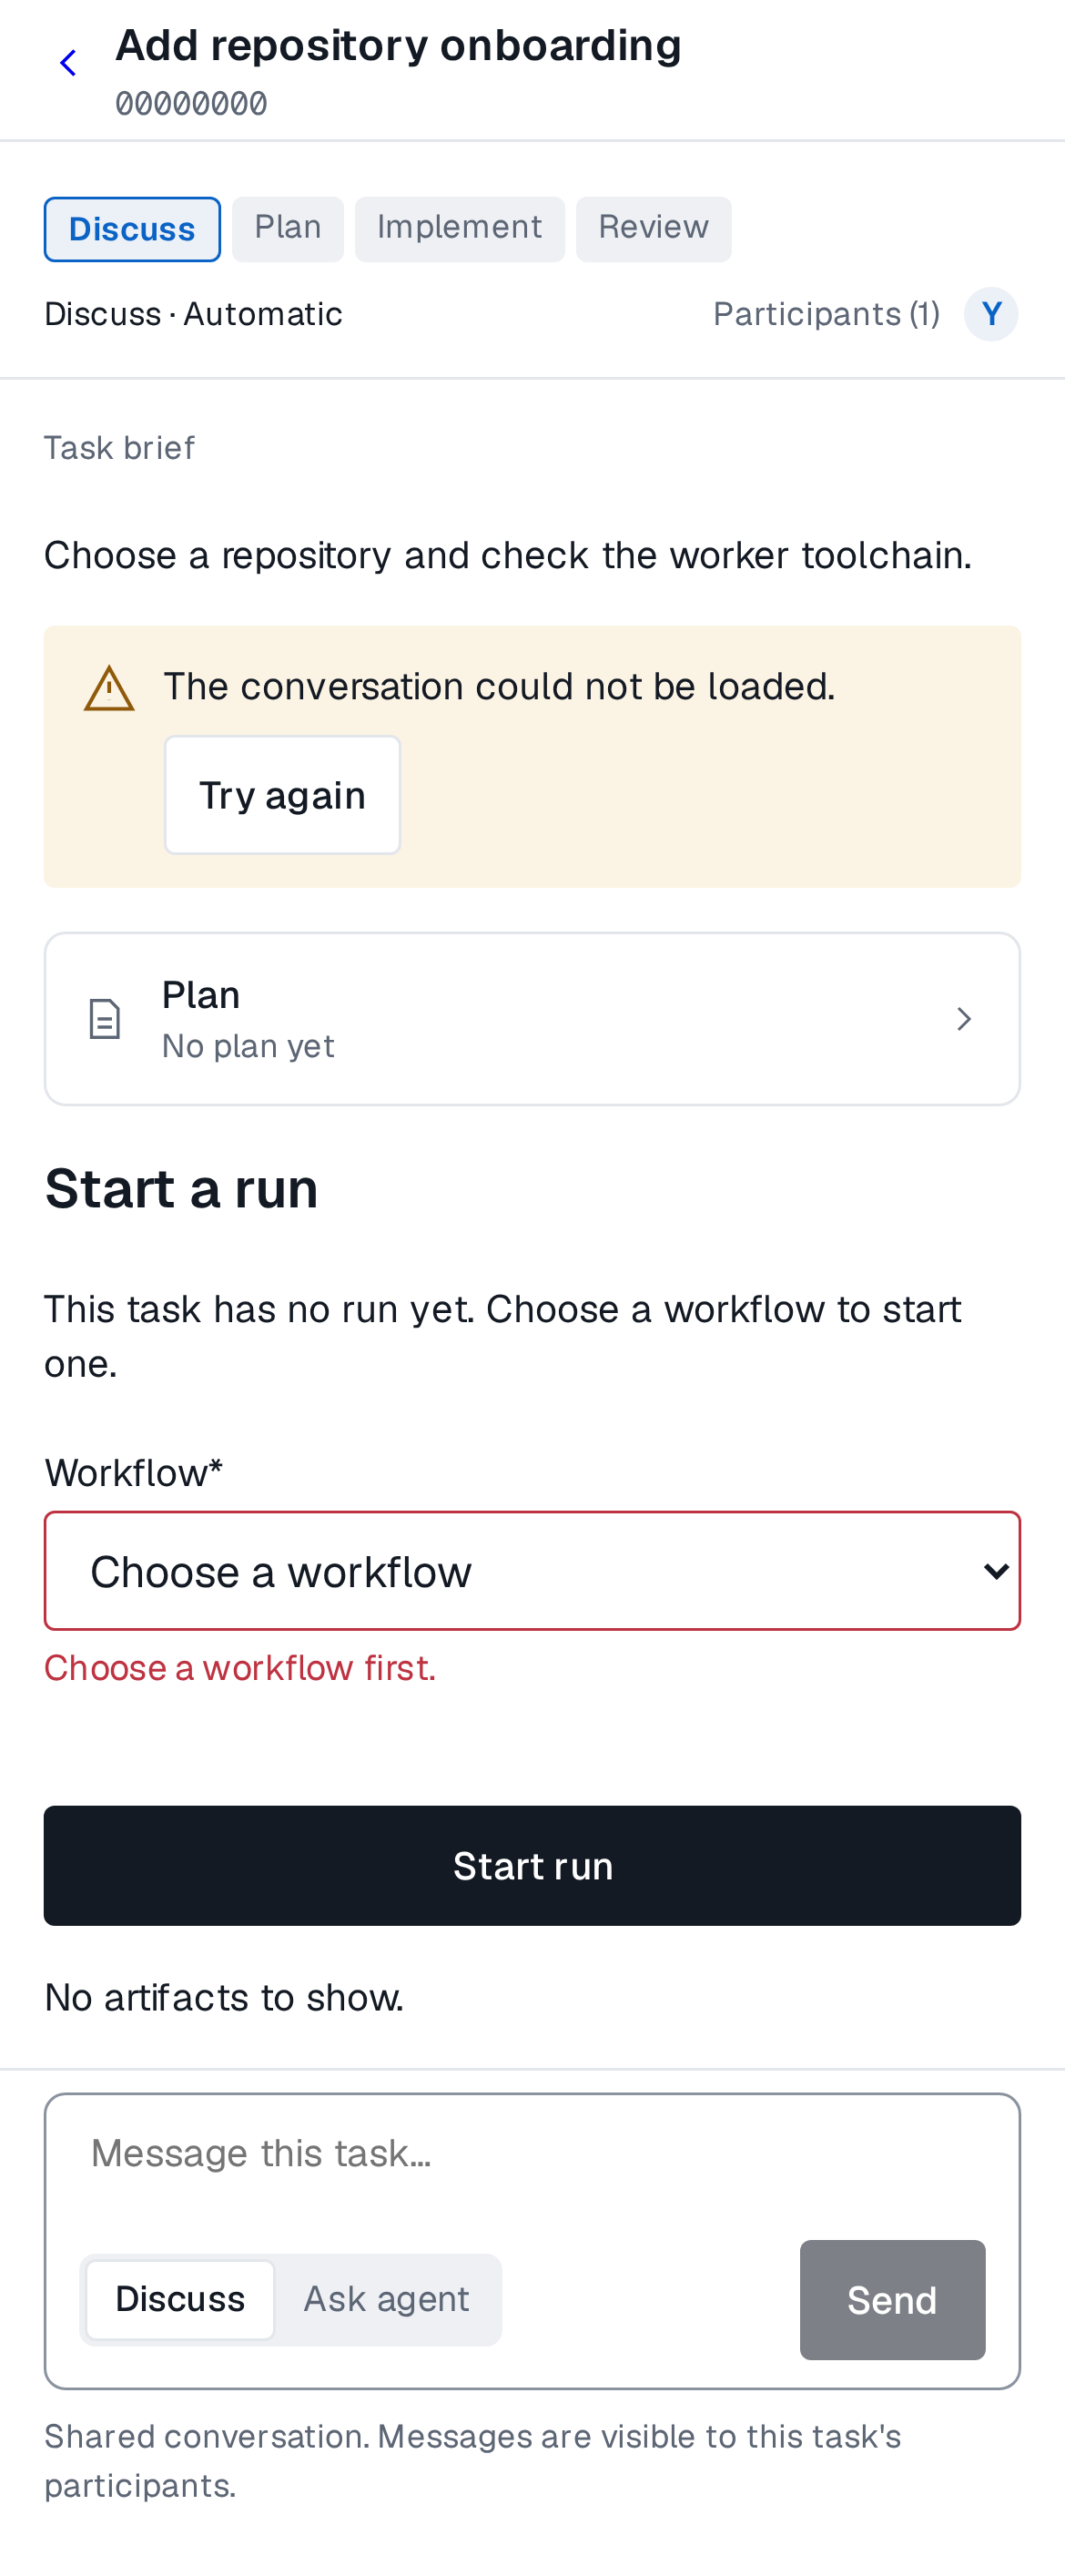 Add repository onboarding
00000000
Discuss
Plan
Implement
Review
Discuss · Automatic
Participants (1)
Y
Task brief
Choose a repository and check the worker toolchain.
The conversation could not be loaded.
Try again
Plan
No plan yet
Start a run
This task has no run yet. Choose a workflow to start
one.
Workflow*
Choose a workflow
Choose a workflow first.
Start run
No artifacts to show.
Message this task…
Discuss
Ask agent
Send
Shared conversation. Messages are visible to this task's
participants.